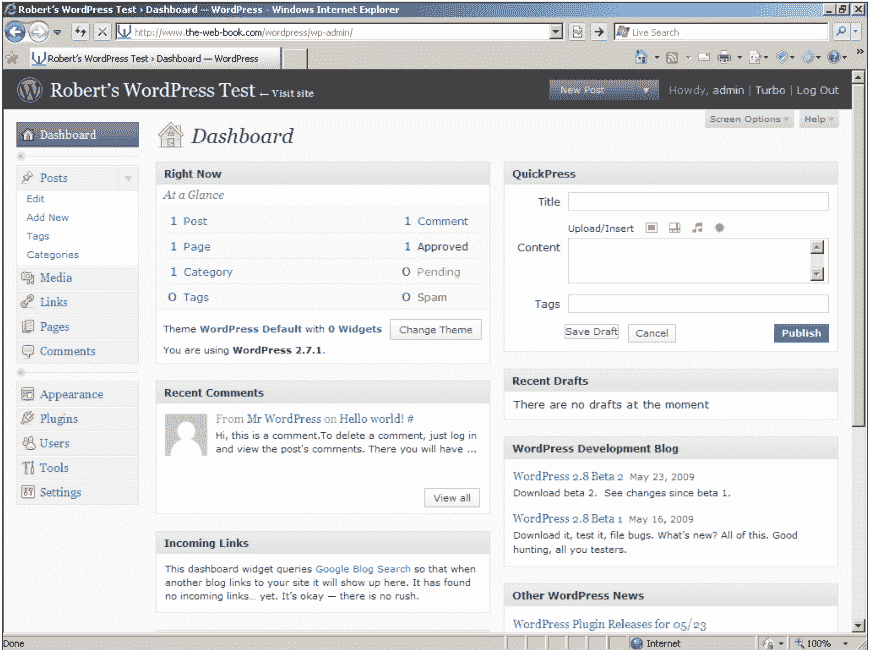 Robert's WordPress Test › Dashboard — WordPress - Windows Internet Explorer
http://www.the-web-book.com/wordpress/wp-admin/
Live Search
Robert's WordPress Test › Dashboard — WordPress
Robert's WordPress Test ← Visit site
New Post
Howdy, admin | Turbo | Log Out
Screen Options
Help
Dashboard
Posts
Edit
Add New
Tags
Categories
Media
Links
Pages
Comments
Appearance
Plugins
Users
Tools
Settings
Dashboard
Right Now
At a Glance
1 Post 1 Comment
1 Page 1 Approved
1 Category 0 Pending
0 Tags 0 Spam
Theme WordPress Default with 0 Widgets Change Theme
You are using WordPress 2.7.1.
Recent Comments
From Mr WordPress on Hello world! #
Hi, this is a comment.To delete a comment, just log in
and view the post's comments. There you will have ...
View all
Incoming Links
This dashboard widget queries Google Blog Search so that when
another blog links to your site it will show up here. It has found
no incoming links… yet. It's okay — there is no rush.
QuickPress
Title
Upload/Insert
Content
Tags
Save Draft Cancel Publish
Recent Drafts
There are no drafts at the moment
WordPress Development Blog
WordPress 2.8 Beta 2 May 23, 2009
Download beta 2. See changes since beta 1.
WordPress 2.8 Beta 1 May 16, 2009
Download it, test it, file bugs. What's new? All of this. Good
hunting, all you testers.
Other WordPress News
WordPress Plugin Releases for 05/23
Done
Internet
100%